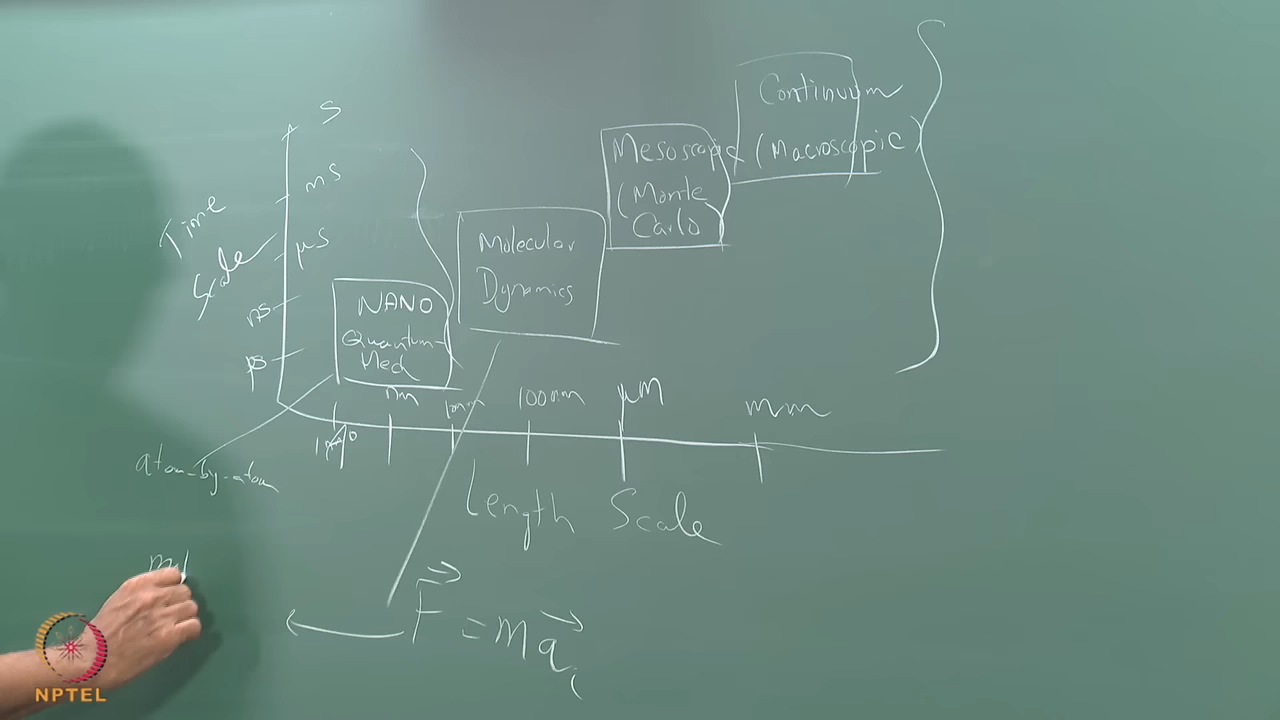 S
Continuum
(Macroscopic)
ms
Mesoscopic
(Monte
Carlo)
Time
Scale
μs
Molecular
Dynamics
ns
NANO
Quantum-
Mech
ps
nm
10nm
100nm
μm
mm
atom-by-atom
Length Scale
F = ma
NPTEL